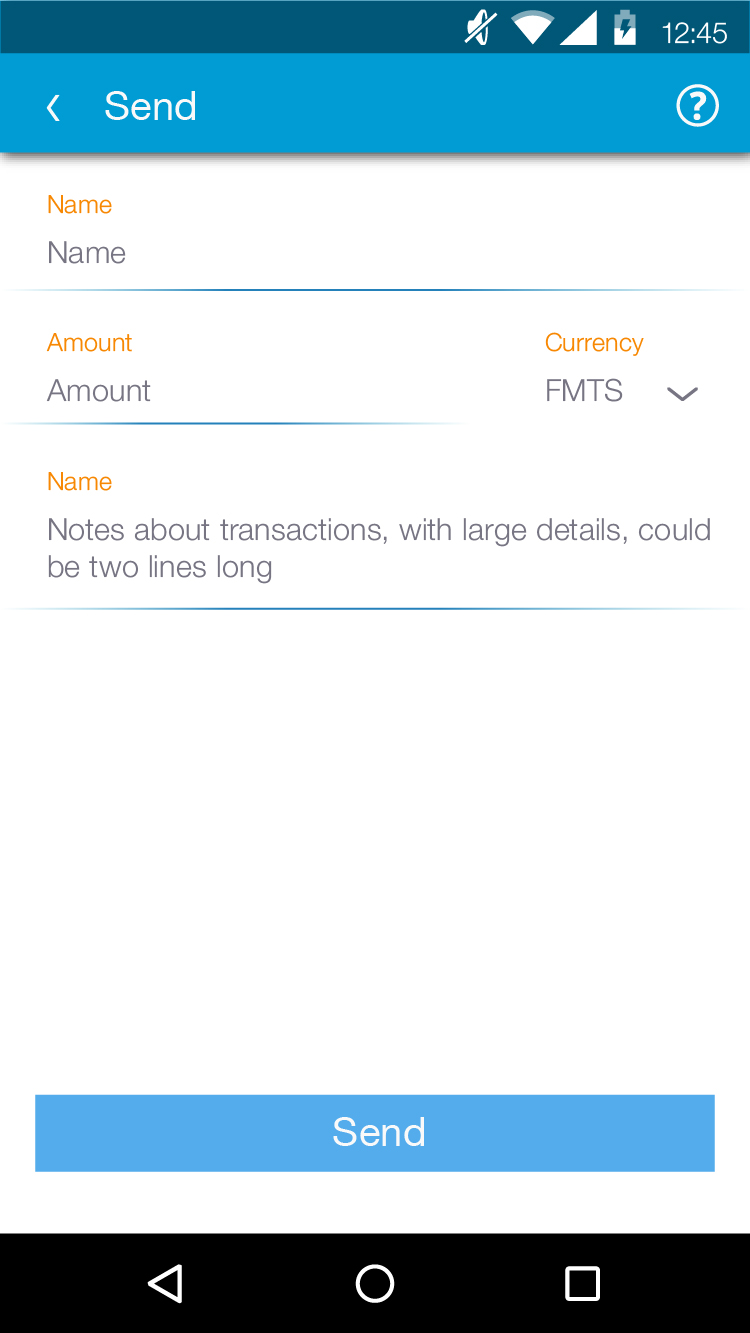 12:45
Send
Name
Name
Amount
Currency
Amount
FMTS
Name
Notes about transactions, with large details, could
be two lines long
Send